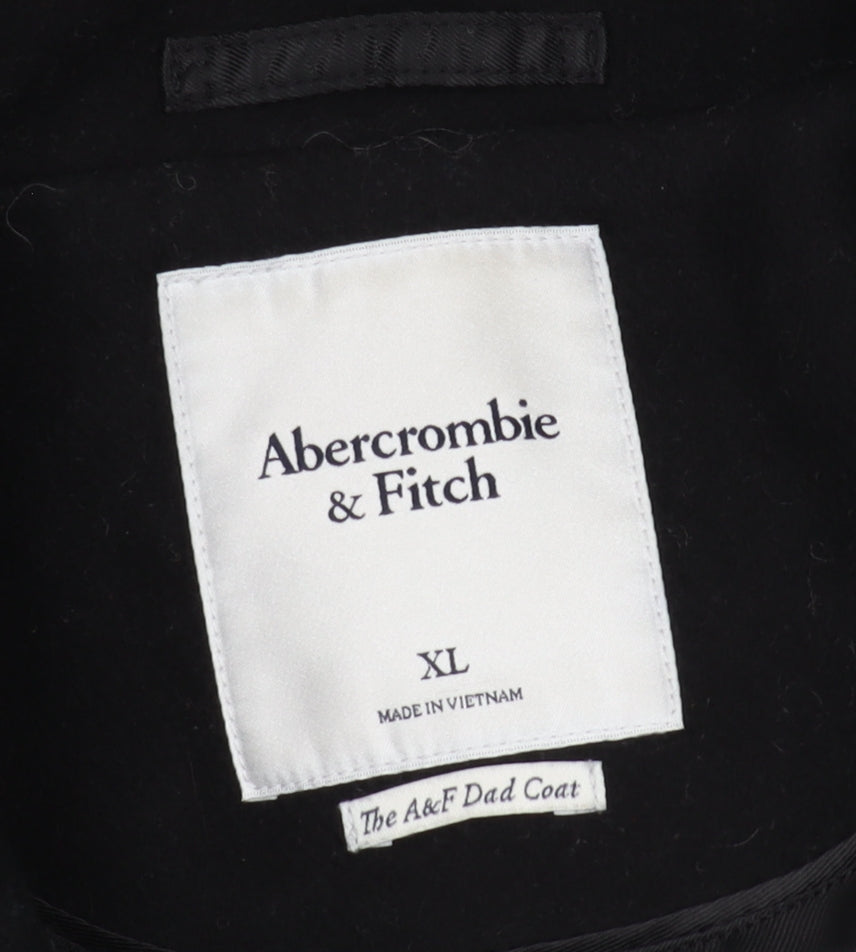 Abercrombie
& Fitch
XL
MADE IN VIETNAM
The A&F Dad Coat